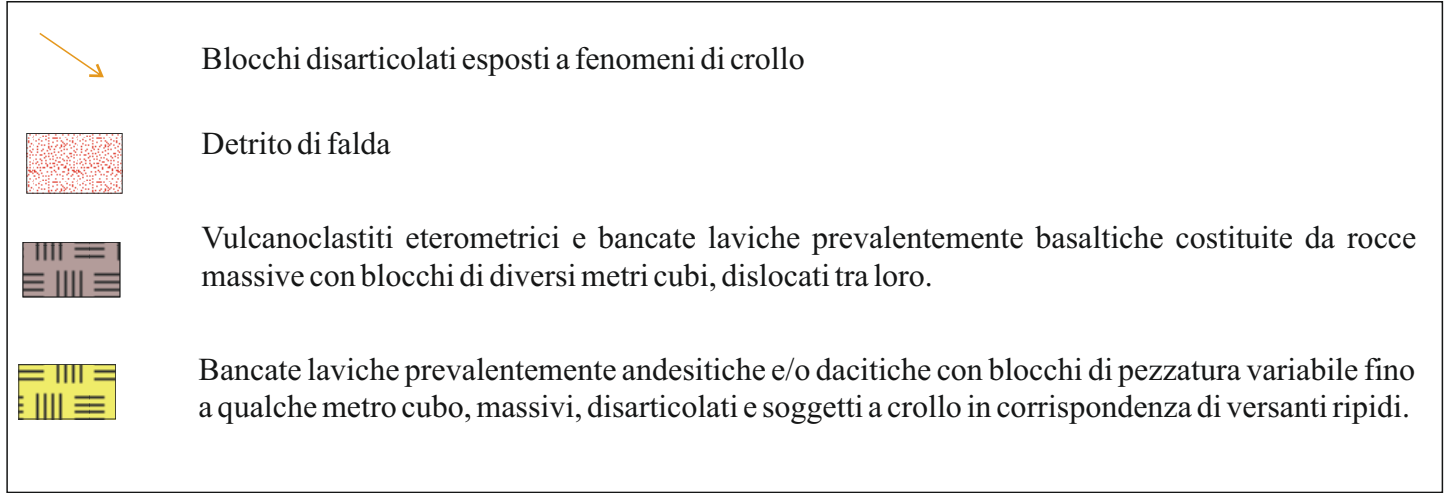 Blocchi disarticolati esposti a fenomeni di crollo
Detrito di falda
Vulcanoclastiti eterometrici e bancate laviche prevalentemente basaltiche costituite da rocce
massive con blocchi di diversi metri cubi, dislocati tra loro.
Bancate laviche prevalentemente andesitiche e/o dacitiche con blocchi di pezzatura variabile fino
a qualche metro cubo, massivi, disarticolati e soggetti a crollo in corrispondenza di versanti ripidi.